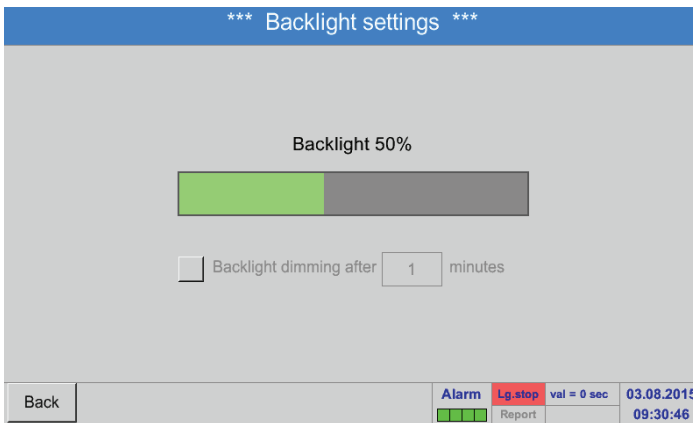 *** Backlight settings ***
Backlight 50%
Backlight dimming after 1 minutes
Back
Alarm Lg.stop val = 0 sec 03.08.2015
Report 09:30:46